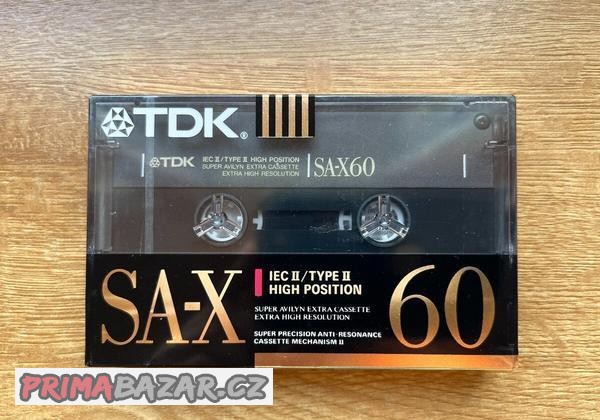 TDK®
TDK IEC II/TYPE II HIGH POSITION
SUPER AVILYN EXTRA CASSETTE
EXTRA HIGH RESOLUTION
SA-X60
SA-X
IEC II/TYPE II
HIGH POSITION
SUPER AVILYN EXTRA CASSETTE
EXTRA HIGH RESOLUTION
SUPER PRECISION ANTI-RESONANCE
CASSETTE MECHANISM II
60
PRIMABAZAR.CZ